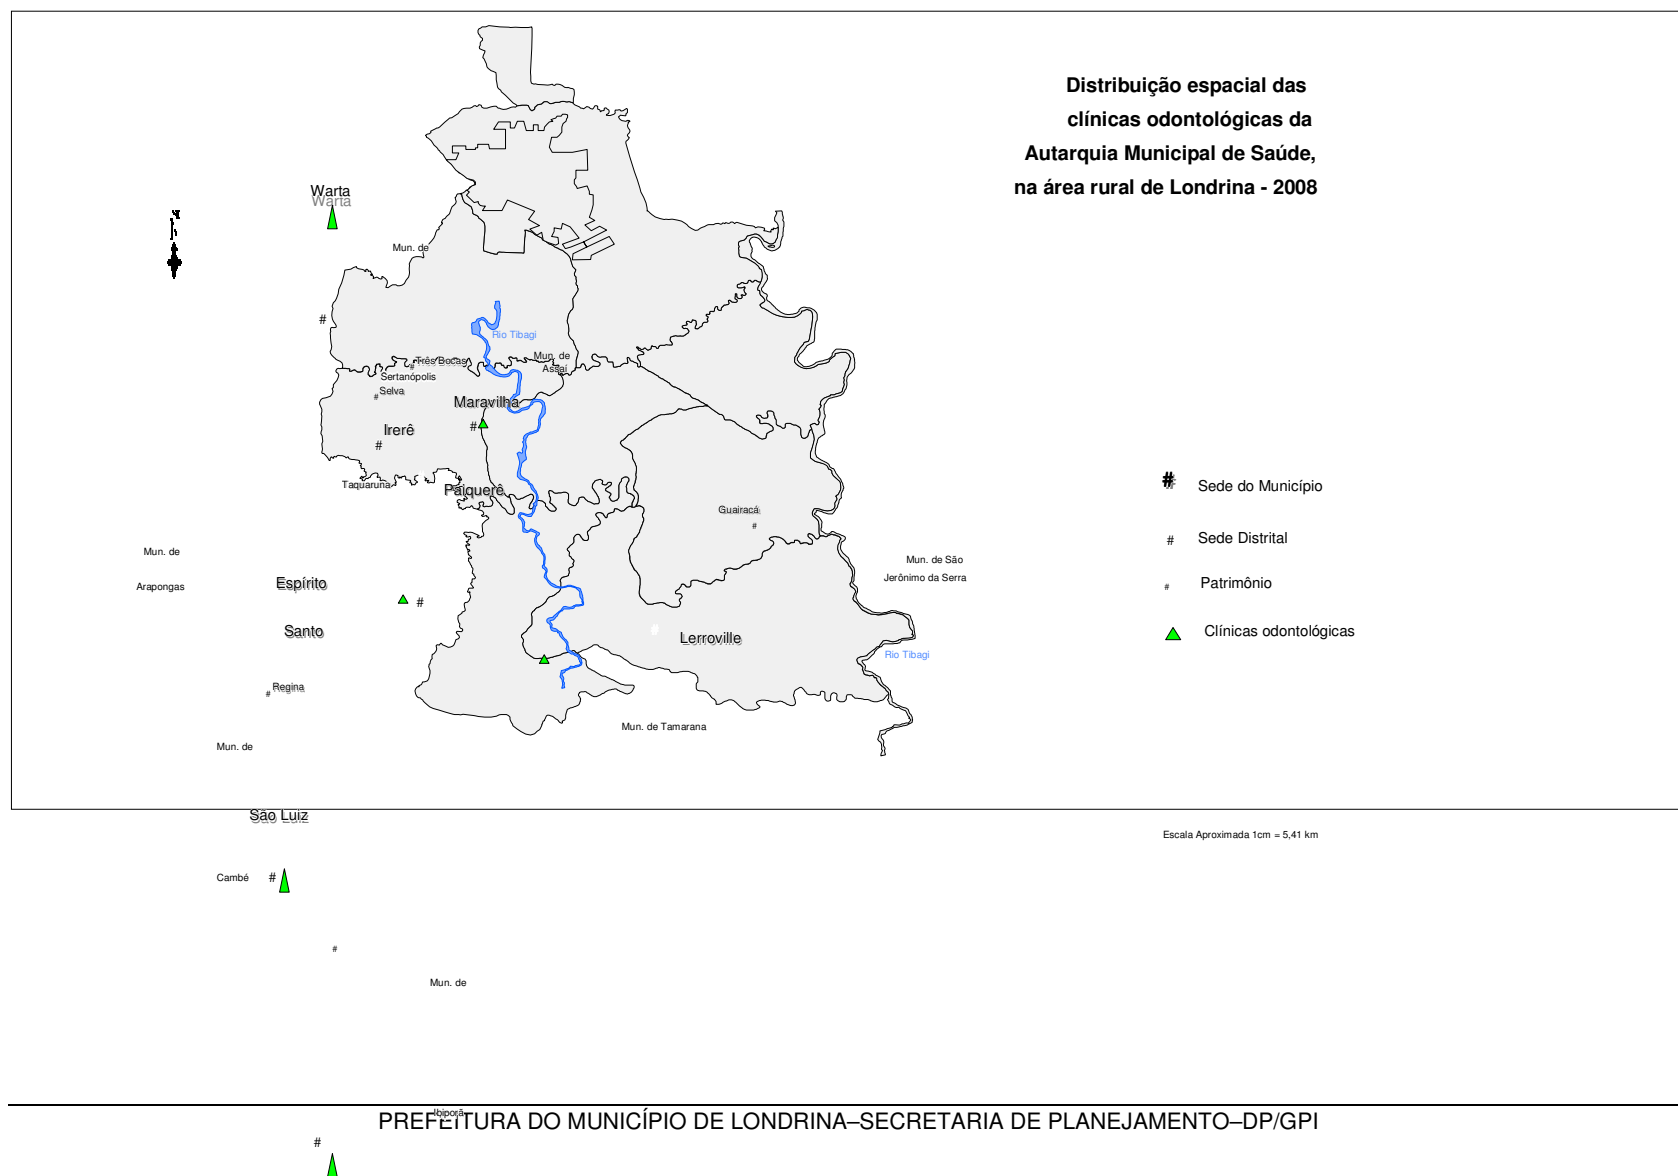 Distribuição espacial das
clínicas odontológicas da
Autarquia Municipal de Saúde,
na área rural de Londrina - 2008
Warta
Mun. de
#
Rio Tibagi
Três Bocas
#
Mun. de
Assaí
Sertanópolis
Selva
#
Maravilha
#
Irerê
#
Taquaruna
Paiquerê
Guairacá
#
# Sede do Município
# Sede Distrital
# Patrimônio
Clínicas odontológicas
Mun. de
Arapongas
Mun. de São
Jerônimo da Serra
Espírito
Santo
#
#
Lerroville
Rio Tibagi
Regina
#
Mun. de Tamarana
Mun. de
São Luiz
Escala Aproximada 1cm = 5,41 km
Cambé
#
#
Mun. de
Ibiporã
PREFEITURA DO MUNICÍPIO DE LONDRINA–SECRETARIA DE PLANEJAMENTO–DP/GPI
#